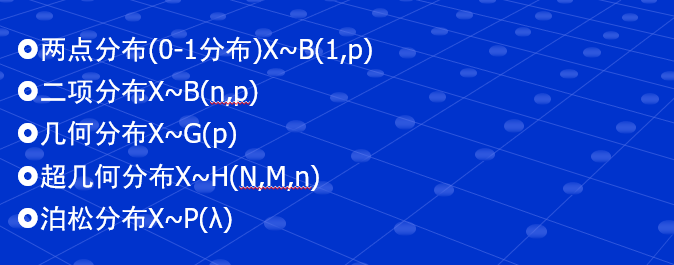 两点分布(0-1分布)X~B(1,p)
二项分布X~B(n,p)
几何分布X~G(p)
超几何分布X~H(N,M,n)
泊松分布X~P(λ)